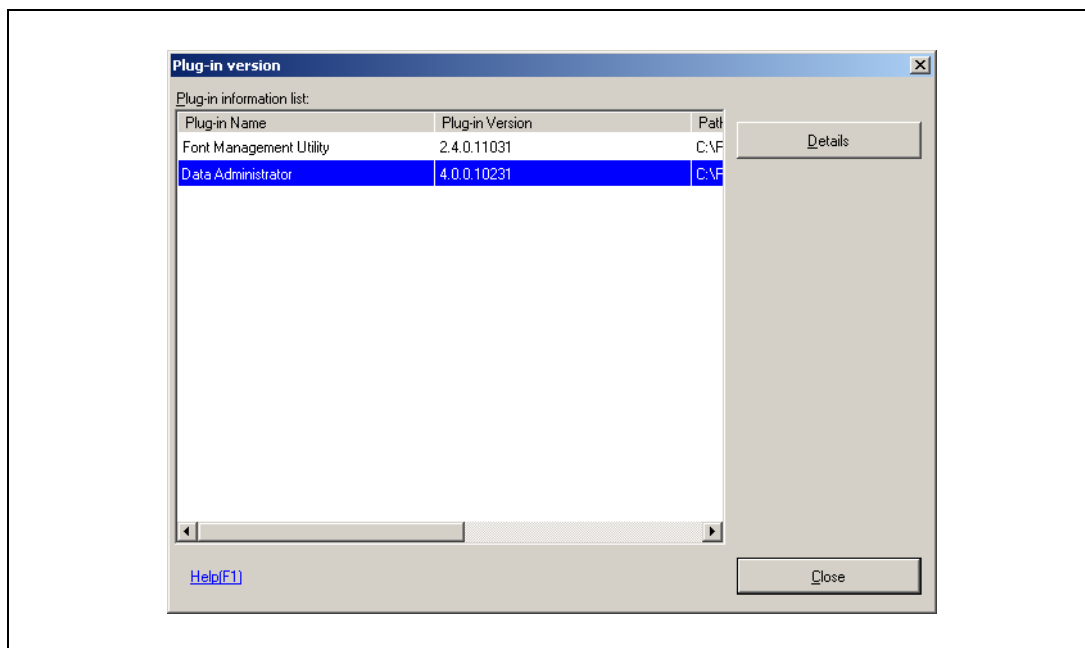 Plug-in version
Plug-in information list:
Plug-in Name Plug-in Version Path
Font Management Utility 2.4.0.11031 C:\F
Data Administrator 4.0.0.10231 C:\F
Details
Help(F1)
Close